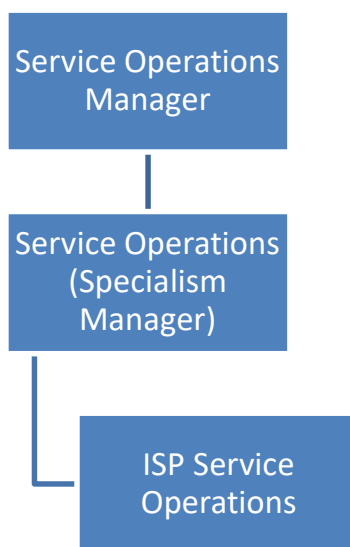 Service Operations
Manager
Service Operations
(Specialism
Manager)
ISP Service
Operations